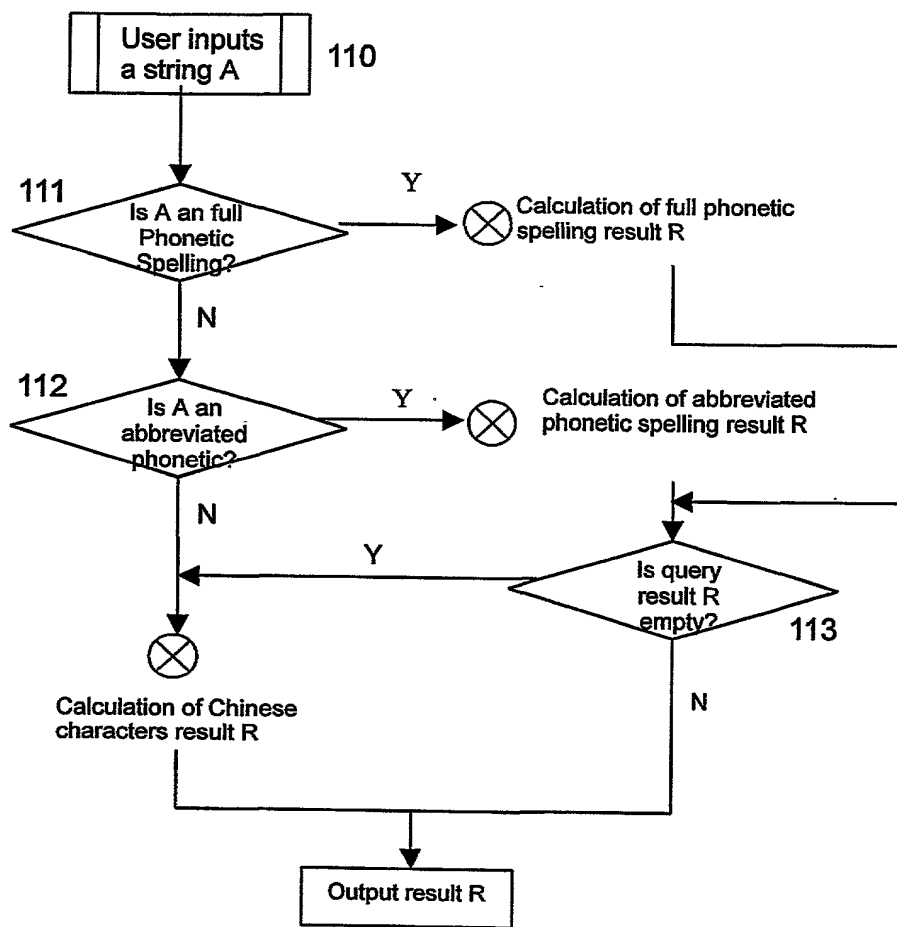 User inputs
a string A
110
111
Is A an full
Phonetic
Spelling?
Y
Calculation of full phonetic
spelling result R
N
112
Is A an
abbreviated
phonetic?
Y
Calculation of abbreviated
phonetic spelling result R
N
Y
Is query
result R
empty?
113
N
Calculation of Chinese
characters result R
Output result R